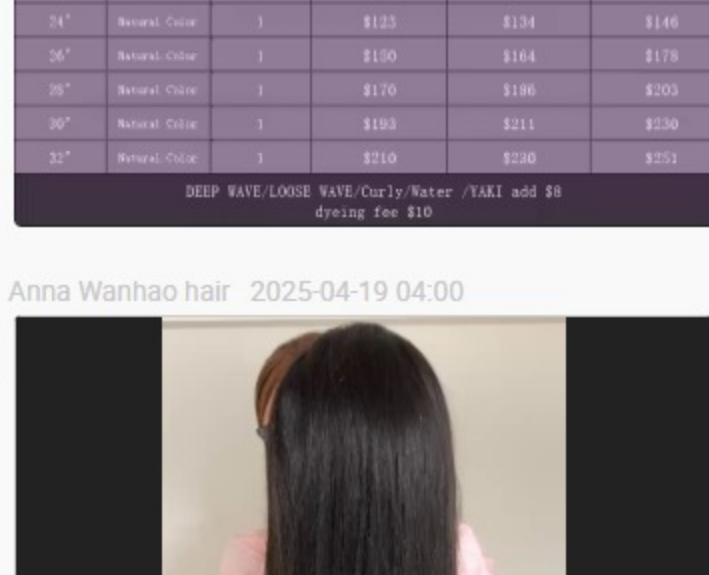 24" Natural Color 1 $123 $134 $146
26" Natural Color 1 $150 $164 $178
28" Natural Color 1 $170 $186 $203
30" Natural Color 1 $193 $211 $230
32" Natural Color 1 $210 $230 $251
DEEP WAVE/LOOSE WAVE/Curly/Water /YAKI add $8
dyeing fee $10
Anna Wanhao hair 2025-04-19 04:00